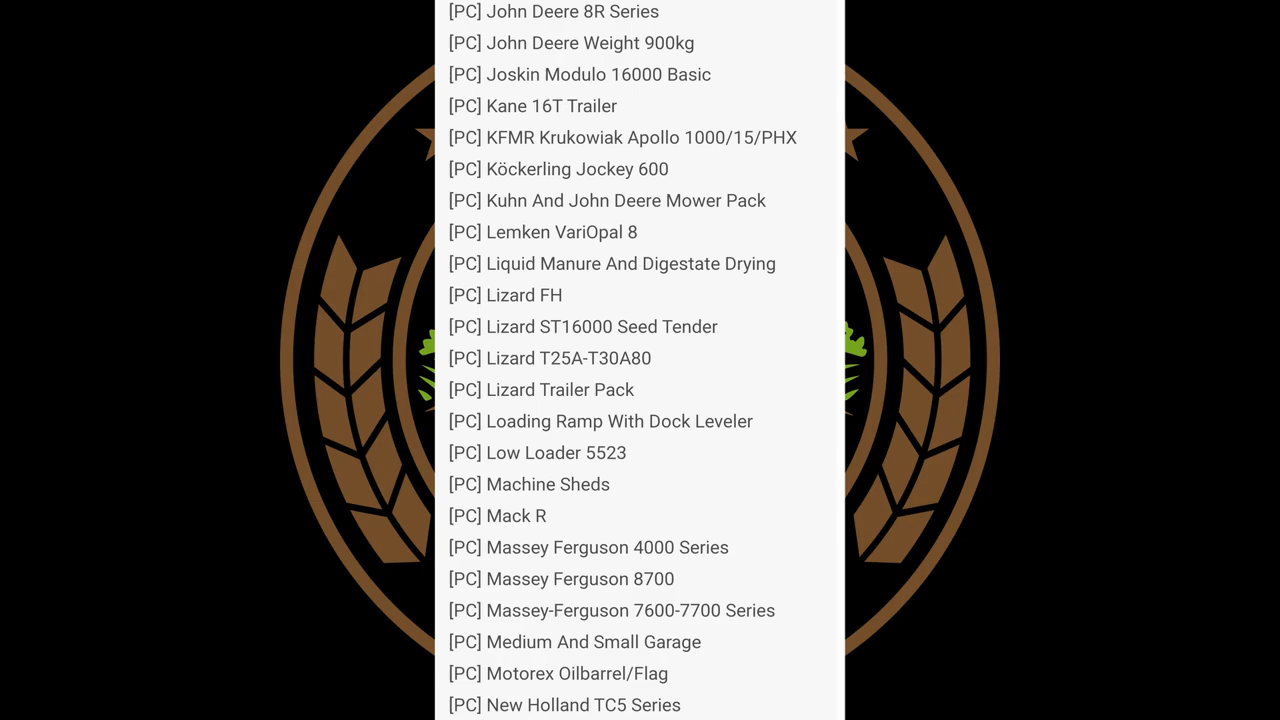 [PC] John Deere 8R Series
[PC] John Deere Weight 900kg
[PC] Joskin Modulo 16000 Basic
[PC] Kane 16T Trailer
[PC] KFMR Krukowiak Apollo 1000/15/PHX
[PC] Köckerling Jockey 600
[PC] Kuhn And John Deere Mower Pack
[PC] Lemken VariOpal 8
[PC] Liquid Manure And Digestate Drying
[PC] Lizard FH
[PC] Lizard ST16000 Seed Tender
[PC] Lizard T25A-T30A80
[PC] Lizard Trailer Pack
[PC] Loading Ramp With Dock Leveler
[PC] Low Loader 5523
[PC] Machine Sheds
[PC] Mack R
[PC] Massey Ferguson 4000 Series
[PC] Massey Ferguson 8700
[PC] Massey-Ferguson 7600-7700 Series
[PC] Medium And Small Garage
[PC] Motorex Oilbarrel/Flag
[PC] New Holland TC5 Series